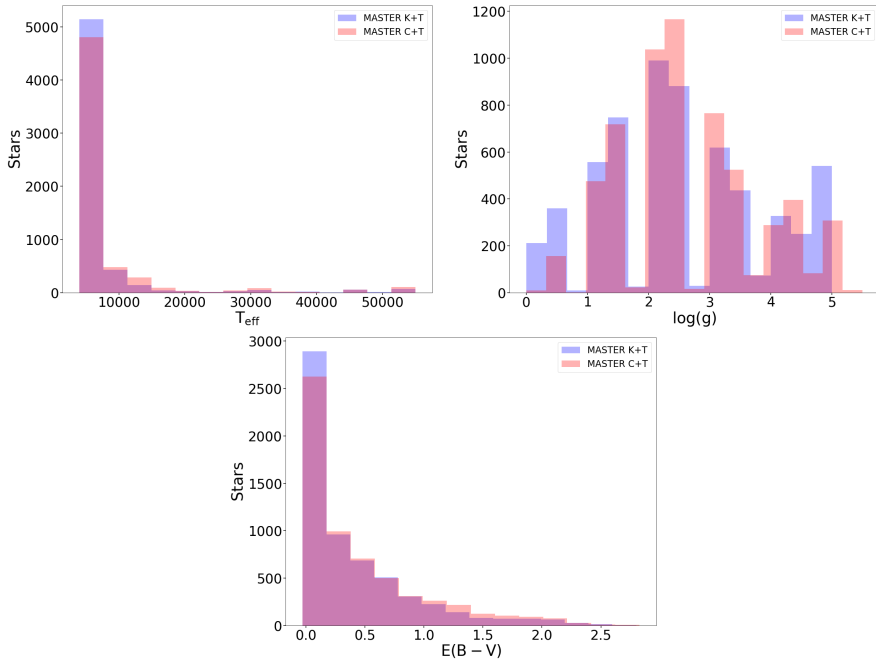 MASTER K+T
MASTER C+T
5000
4000
3000
2000
1000
0
Stars
10000 20000 30000 40000 50000
T_eff
MASTER K+T
MASTER C+T
1200
1000
800
600
400
200
0
Stars
0 1 2 3 4 5
log(g)
MASTER K+T
MASTER C+T
3000
2500
2000
1500
1000
500
0
Stars
0.0 0.5 1.0 1.5 2.0 2.5
E(B − V)